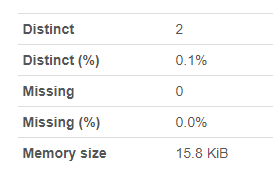 Distinct 2
Distinct (%) 0.1%
Missing 0
Missing (%) 0.0%
Memory size 15.8 KiB